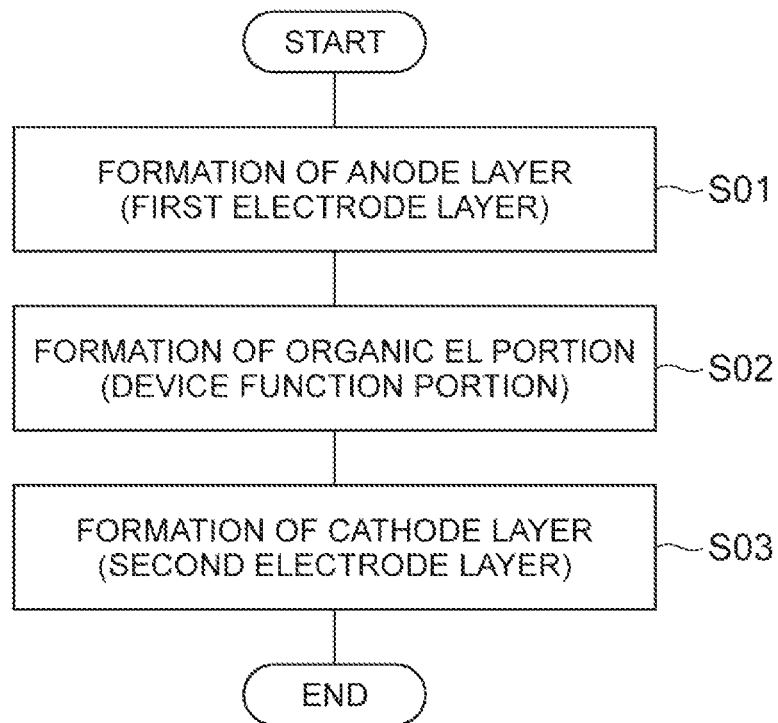 START
FORMATION OF ANODE LAYER
(FIRST ELECTRODE LAYER)
S01
FORMATION OF ORGANIC EL PORTION
(DEVICE FUNCTION PORTION)
S02
FORMATION OF CATHODE LAYER
(SECOND ELECTRODE LAYER)
S03
END